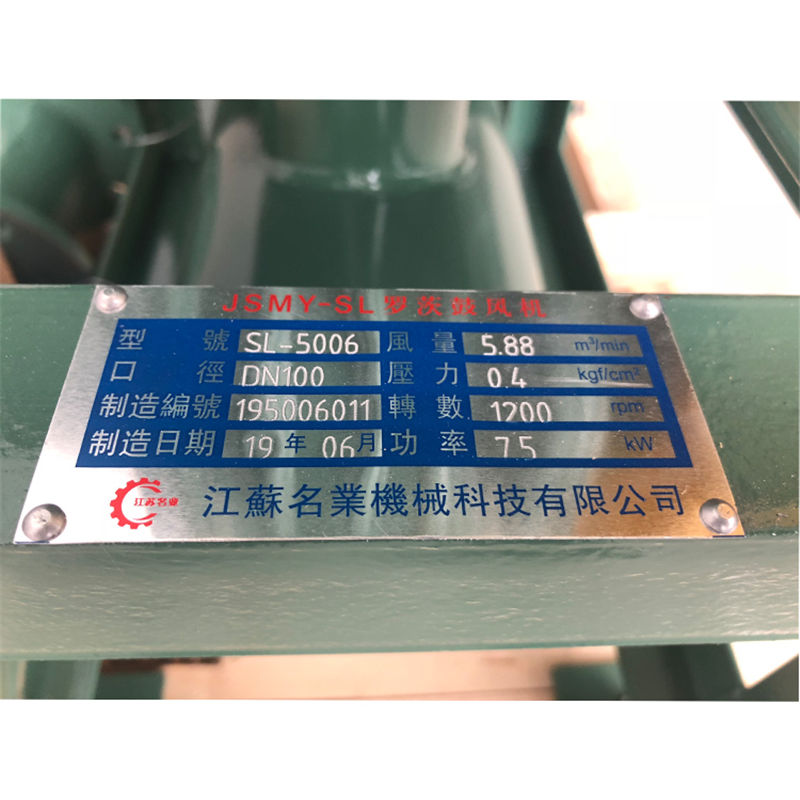 JSMY-SL 罗茨鼓风机
型 號 SL-5006 風 量 5.88 m³/min
口 徑 DN100 壓 力 0.4 kgf/cm²
制造編號 195006011 轉 數 1200 rpm
制造日期 19 年 06 月 功 率 7.5 kW
江苏名业 江蘇名業機械科技有限公司